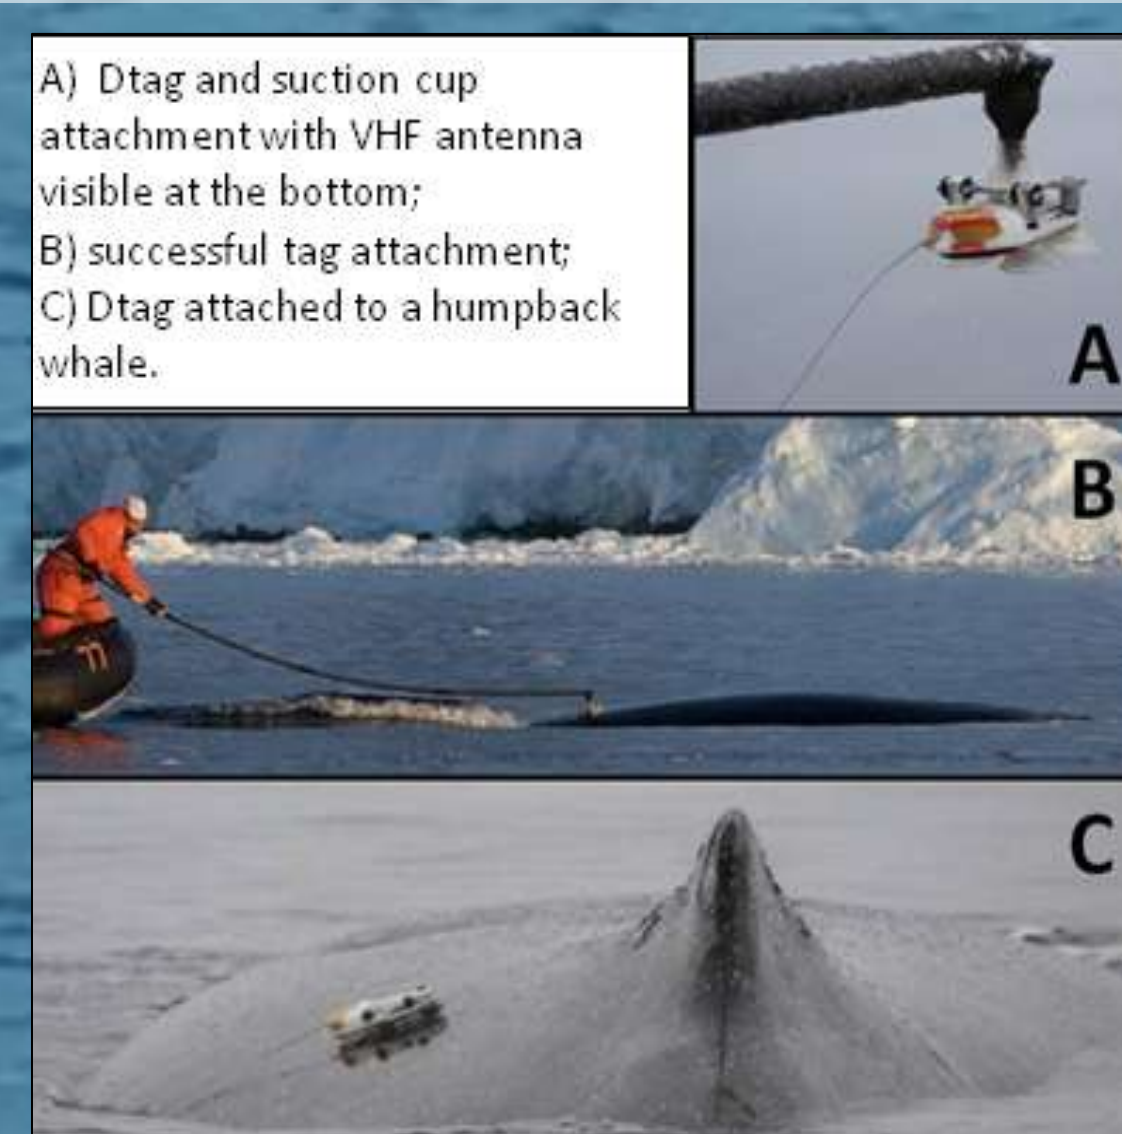 A) Dtag and suction cup
attachment with VHF antenna
visible at the bottom;
B) successful tag attachment;
C) Dtag attached to a humpback
whale.
A
B
C